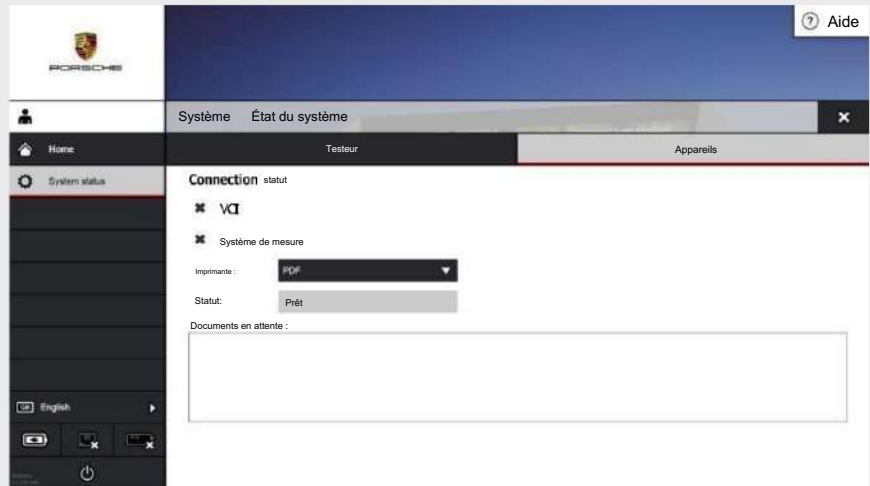 Aide
PORSCHE
Système État du système
Home
Testeur
Appareils
System status
Connection statut
VCI
Système de mesure
Imprimante :
PDF
Statut:
Prêt
Documents en attente :
English